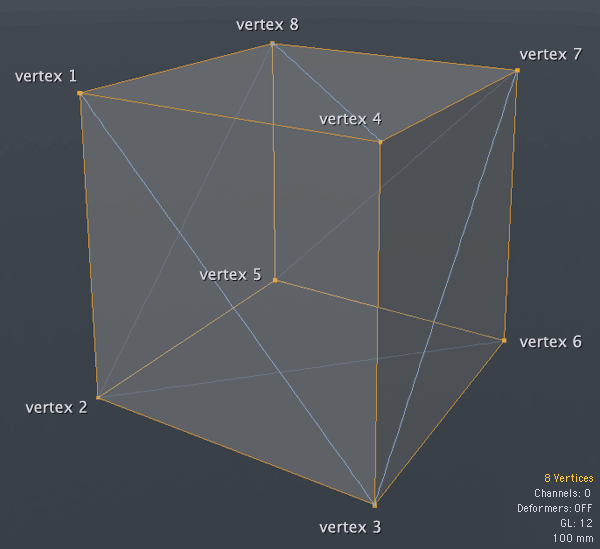 vertex 8
vertex 7
vertex 1
vertex 4
vertex 5
vertex 6
vertex 2
vertex 3
8 Vertices
Channels: 0
Deformers: OFF
GL: 12
100 mm